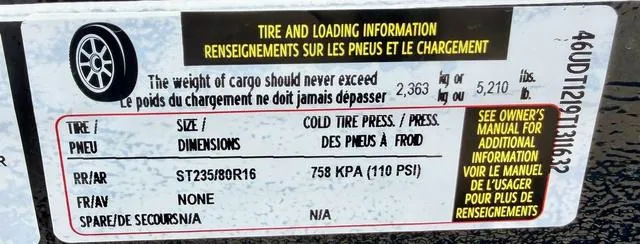 TIRE AND LOADING INFORMATION
RENSEIGNEMENTS SUR LES PNEUS ET LE CHARGEMENT
The weight of cargo should never exceed 2,363 kg or 5,210 lbs.
Le poids du chargement ne doit jamais dépasser kg ou lb.
TIRE / SIZE / COLD TIRE PRESS. / PRESS.
PNEU DIMENSIONS DES PNEUS À FROID
RR/AR ST235/80R16 758 KPA (110 PSI)
FR/AV NONE
SPARE/DE SECOURS N/A N/A
SEE OWNER'S
MANUAL FOR
ADDITIONAL
INFORMATION
VOIR LE MANUEL
DE L'USAGER
POUR PLUS DE
RENSEIGNEMENTS
R